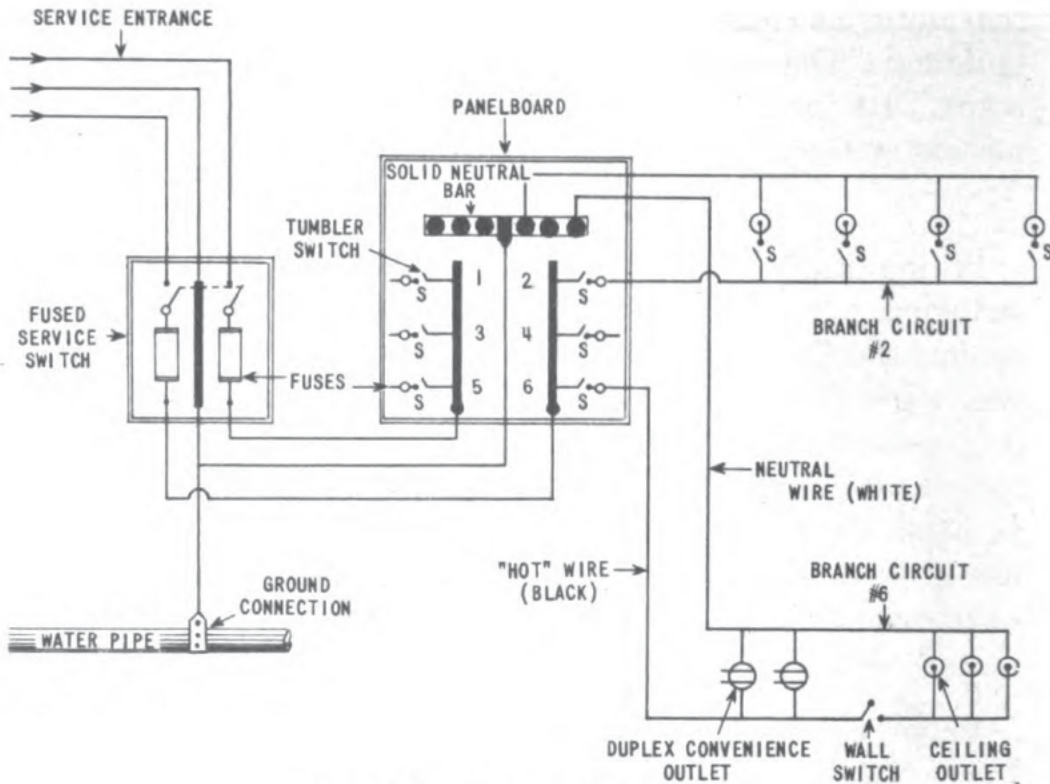 SERVICE ENTRANCE
PANELBOARD
SOLID NEUTRAL
BAR
TUMBLER
SWITCH
S
S
S
S
S
1
2
S
S
FUSED
SERVICE
SWITCH
3
4
S
S
BRANCH CIRCUIT
#2
FUSES
5
6
S
S
NEUTRAL
WIRE (WHITE)
"HOT" WIRE
(BLACK)
BRANCH CIRCUIT
#6
GROUND
CONNECTION
WATER PIPE
DUPLEX CONVENIENCE
OUTLET
WALL
SWITCH
CEILING
OUTLET